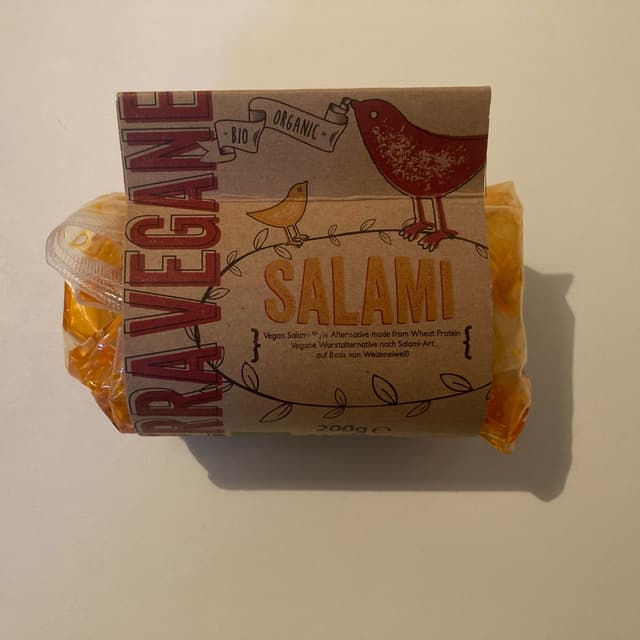 BIO ORGANIC
RRA VEGANE
SALAMI
Vegan Salami Alternative made from Wheat Protein
Vegane Wurstalternative nach Salami-Art
auf Basis von Weizeneiweiß
200g ℮